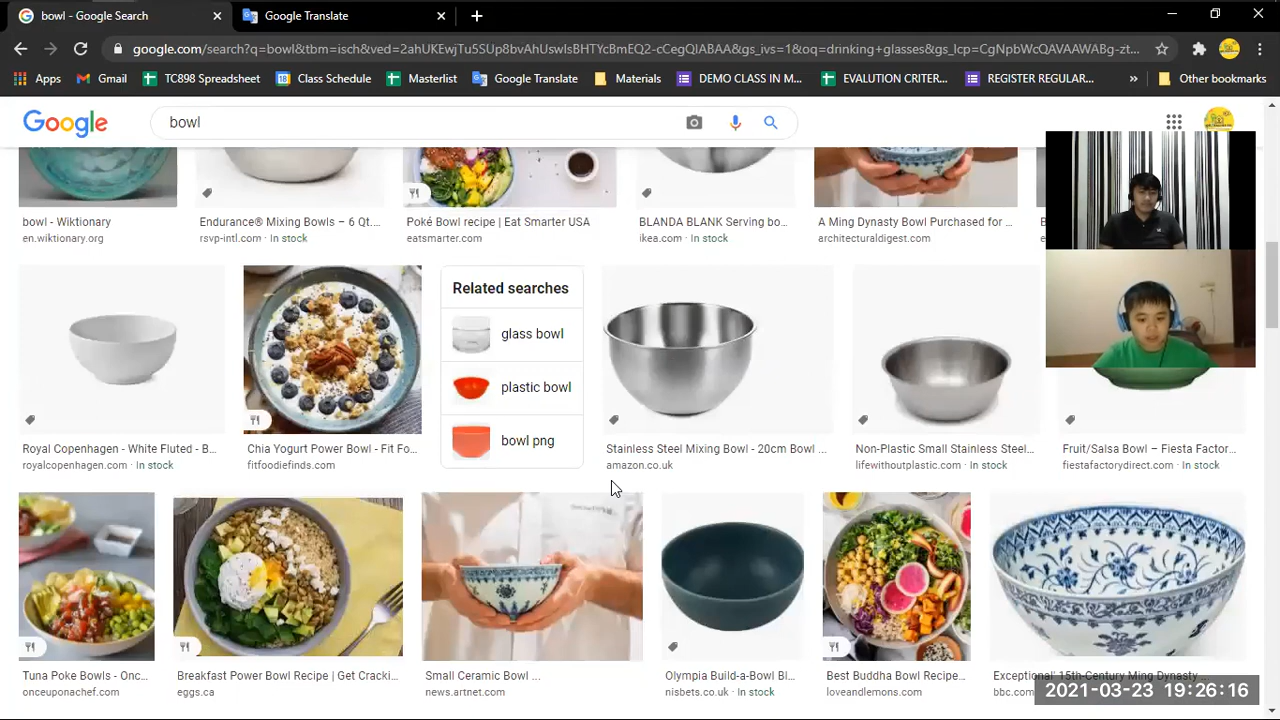 bowl - Google Search
Google Translate
google.com/search?q=bowl&tbm=isch&ved=2ahUKEwjTu5SUp8bvAhUwIsBHTYcBmEQ2-cCegQIABAA&gs_ivs=1&oq=drinking+glasses&gs_lcp=CgNpbWcQAVAAWABg-zt...
Apps
Gmail
TC898 Spreadsheet
Class Schedule
Masterlist
Google Translate
Materials
DEMO CLASS IN M...
EVALUTION CRITER...
REGISTER REGULAR...
»
Other bookmarks
Google
bowl
bowl - Wiktionary
en.wiktionary.org
Endurance® Mixing Bowls – 6 Qt....
rsvp-intl.com · In stock
Poké Bowl recipe | Eat Smarter USA
eatsmarter.com
BLANDA BLANK Serving bo...
ikea.com · In stock
A Ming Dynasty Bowl Purchased for ...
architecturaldigest.com
Related searches
glass bowl
plastic bowl
bowl png
Royal Copenhagen - White Fluted - B...
royalcopenhagen.com · In stock
Chia Yogurt Power Bowl - Fit Fo...
fitfoodiefinds.com
Stainless Steel Mixing Bowl - 20cm Bowl ...
amazon.co.uk
Non-Plastic Small Stainless Steel...
lifewithoutplastic.com · In stock
Fruit/Salsa Bowl – Fiesta Factor...
fiestafactorydirect.com · In stock
Tuna Poke Bowls - Onc...
onceuponachef.com
Breakfast Power Bowl Recipe | Get Cracki...
eggs.ca
Small Ceramic Bowl ...
news.artnet.com
Olympia Build-a-Bowl Bl...
nisbets.co.uk · In stock
Best Buddha Bowl Recipe...
loveandlemons.com
Exceptional' 15th-Century Ming Dynasty ...
bbc.com
2021-03-23 19:26:16